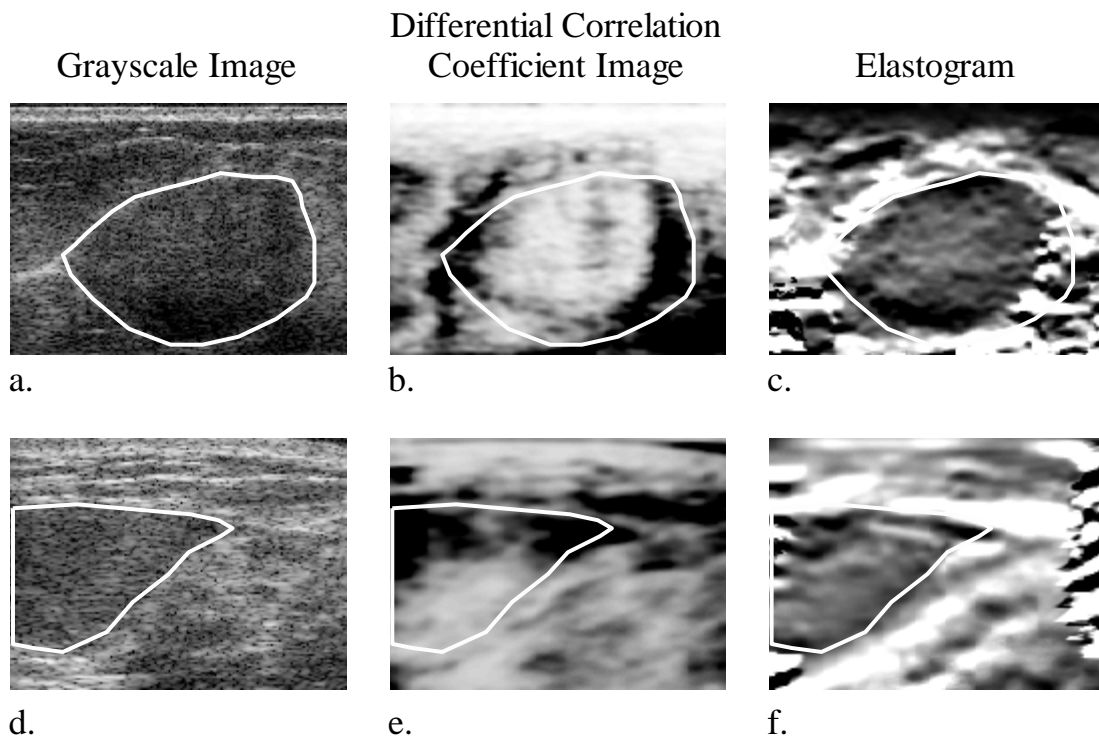 Differential Correlation
Grayscale Image
Coefficient Image
Elastogram
a.
b.
c.
d.
e.
f.